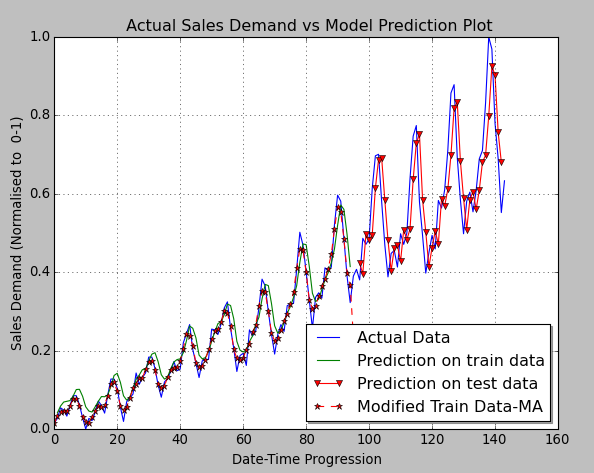 Actual Sales Demand vs Model Prediction Plot
1.0
0.8
0.6
0.4
0.2
0.0
Sales Demand (Normalised to 0-1)
0 20 40 60 80 100 120 140 160
Date-Time Progression
Actual Data
Prediction on train data
Prediction on test data
Modified Train Data-MA